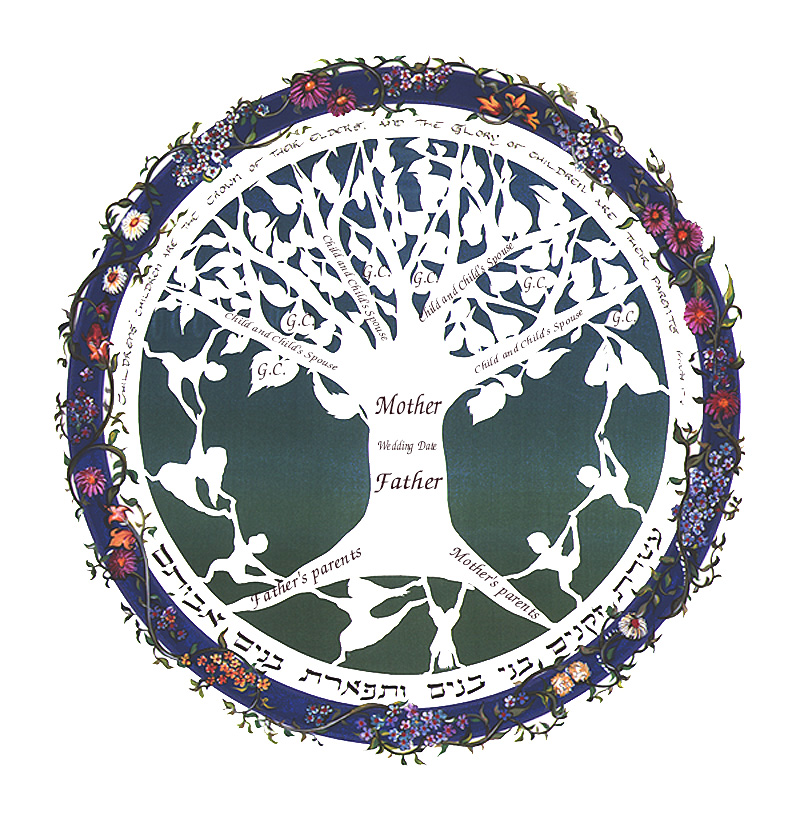 CHILDRENS CHILDREN ARE THE CROWN OF THEIR ELDERS, AND THE GLORY OF CHILDREN ARE THEIR PARENTS
Child and Child's Spouse
Child and Child's Spouse
Child and Child's Spouse
Child and Child's Spouse
G.C.
G.C.
G.C.
G.C.
G.C.
G.C.
Mother
Wedding Date
Father
Father's parents
Mother's parents
עטרת זקנים בני בנים ותפארת בנים אבותם